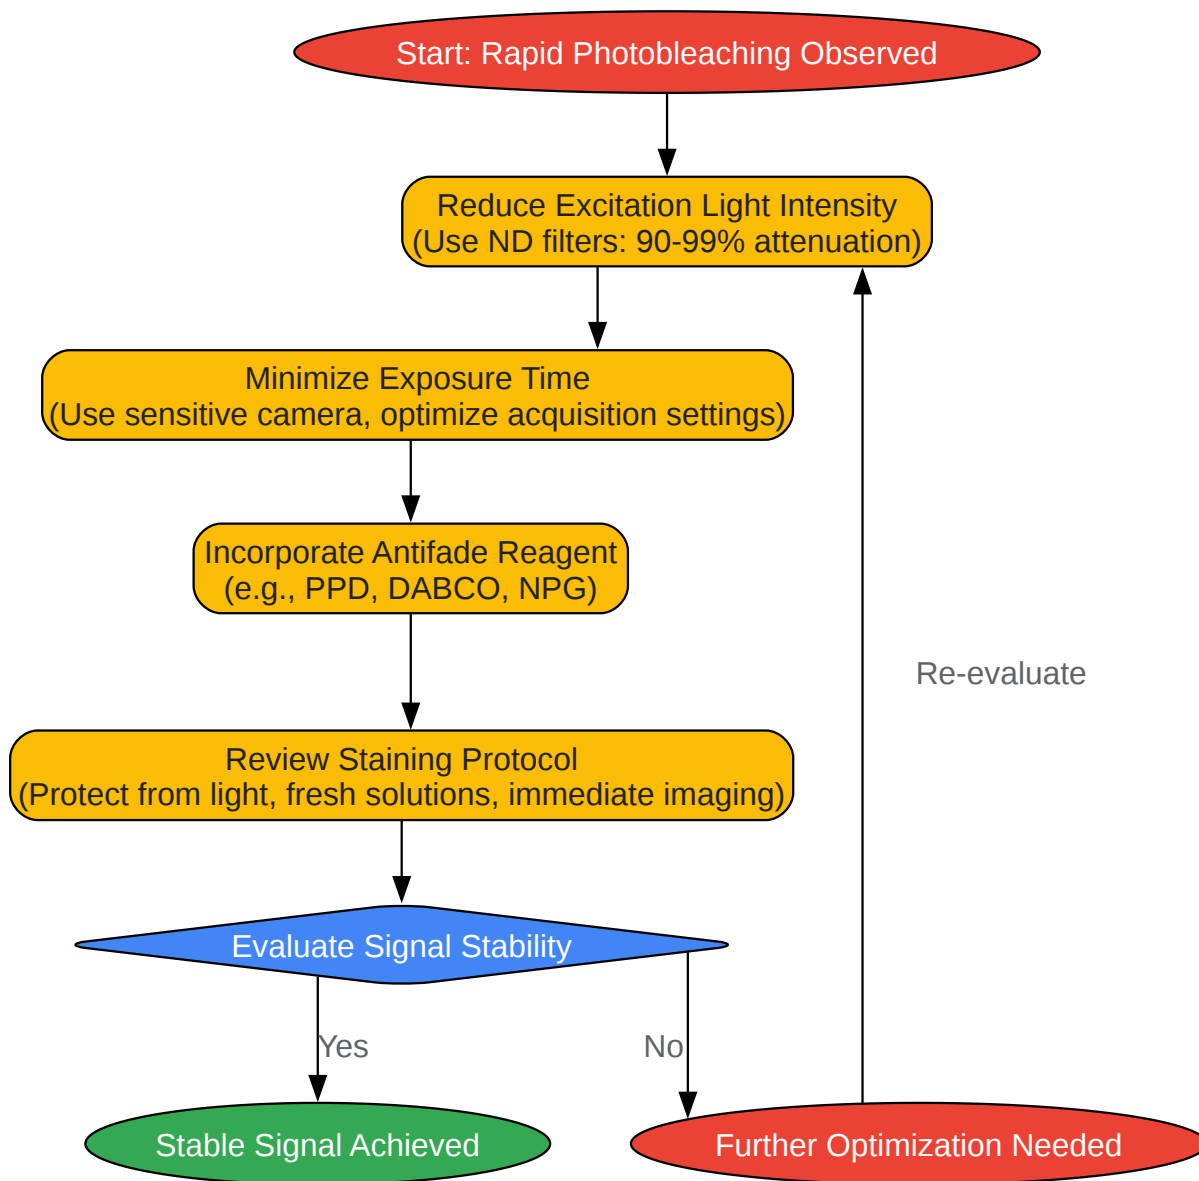 Start: Rapid Photobleaching Observed
Reduce Excitation Light Intensity
(Use ND filters: 90-99% attenuation)
Minimize Exposure Time
(Use sensitive camera, optimize acquisition settings)
Incorporate Antifade Reagent
(e.g., PPD, DABCO, NPG)
Re-evaluate
Review Staining Protocol
(Protect from light, fresh solutions, immediate imaging)
Evaluate Signal Stability
Yes
No
Stable Signal Achieved
Further Optimization Needed